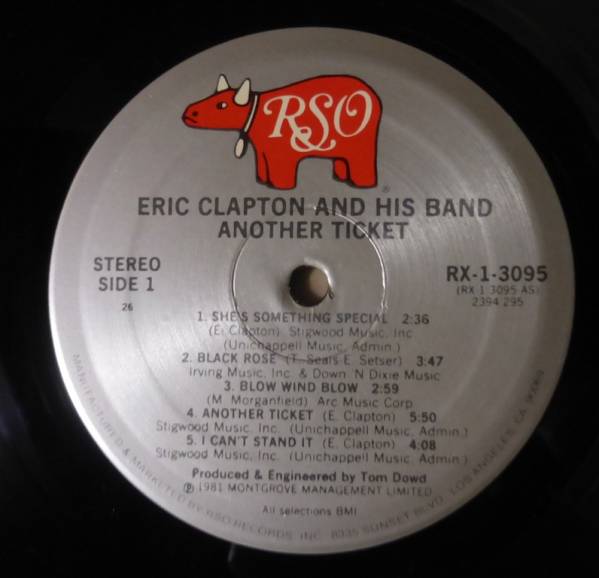 RSO
®
ERIC CLAPTON AND HIS BAND
ANOTHER TICKET
STEREO
SIDE 1
26
RX-1-3095
(RX 1 3095 AS)
2394 295
1. SHE'S SOMETHING SPECIAL 2:36
(E. Clapton) Stigwood Music, Inc
(Unichappell Music, Admin.)
2. BLACK ROSE (T. Seals E. Setser) 3:47
Irving Music, Inc. & Down 'N Dixie Music
3. BLOW WIND BLOW 2:59
(M. Morganfield) Arc Music Corp
4. ANOTHER TICKET (E. Clapton) 5:50
Stigwood Music, Inc. (Unichappell Music, Admin.)
5. I CAN'T STAND IT (E. Clapton) 4:08
Stigwood Music, Inc. (Unichappell Music, Admin.)
Produced & Engineered by Tom Dowd
℗ 1981 MONTGROVE MANAGEMENT LIMITED
All selections BMI
MANUFACTURED & MARKETED BY RSO RECORDS, INC. 8335 SUNSET BLVD. LOS ANGELES, CA. 90069